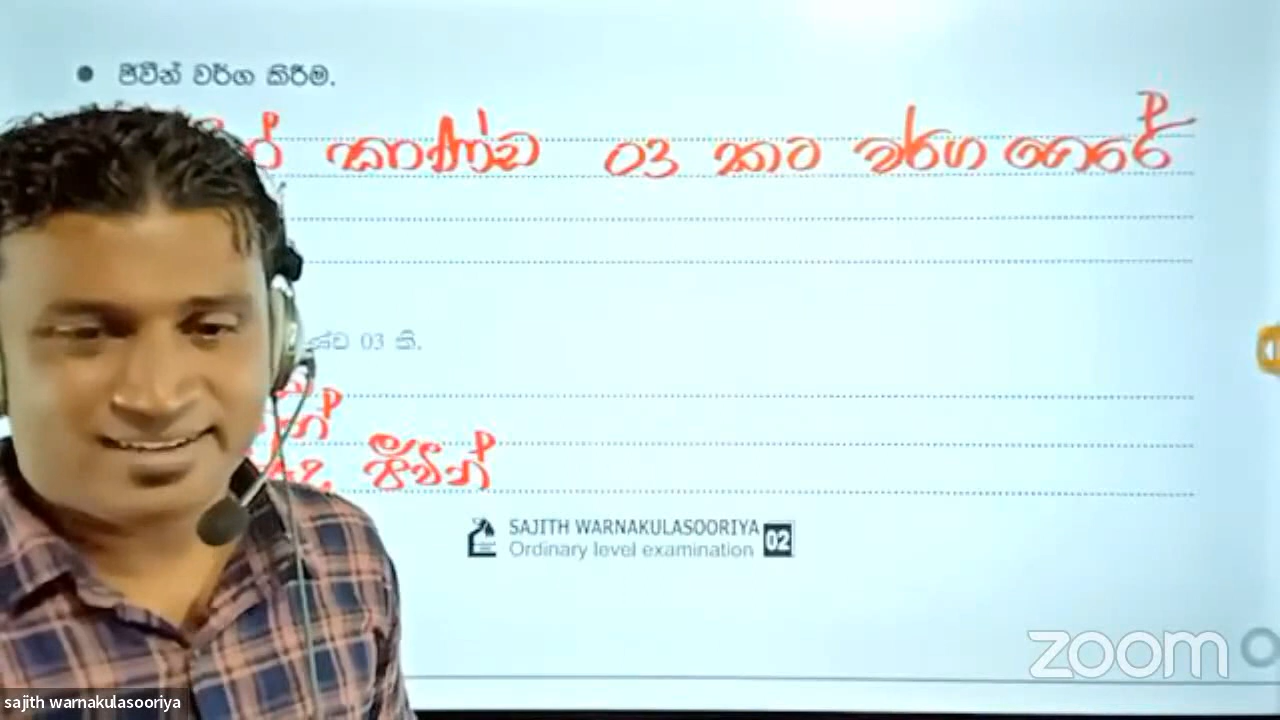 ● ජීවීන් වර්ග කිරීම.
කාණ්ඩ 03 කට වර්ග කෙරේ
03 කි.
ජීවීන්
SAJITH WARNAKULASOORIYA
Ordinary level examination 02
zoom
sajith warnakulasooriya